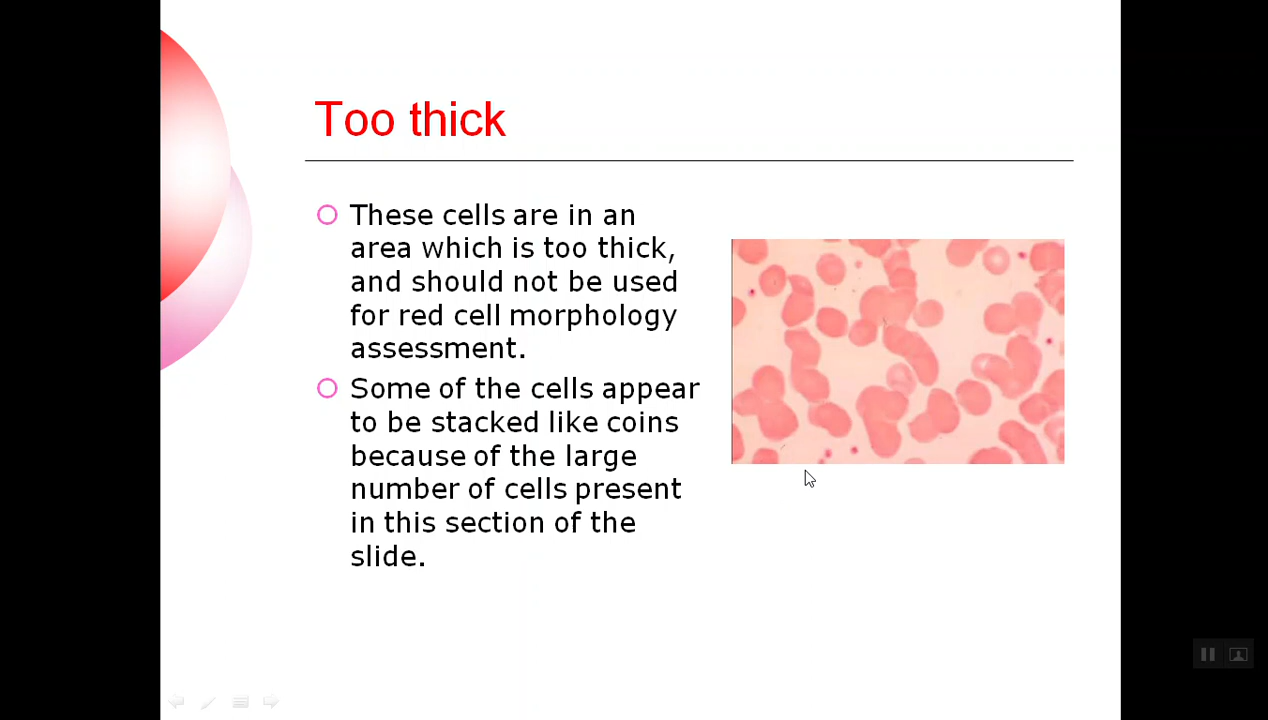 Too thick
These cells are in an
area which is too thick,
and should not be used
for red cell morphology
assessment.
Some of the cells appear
to be stacked like coins
because of the large
number of cells present
in this section of the
slide.